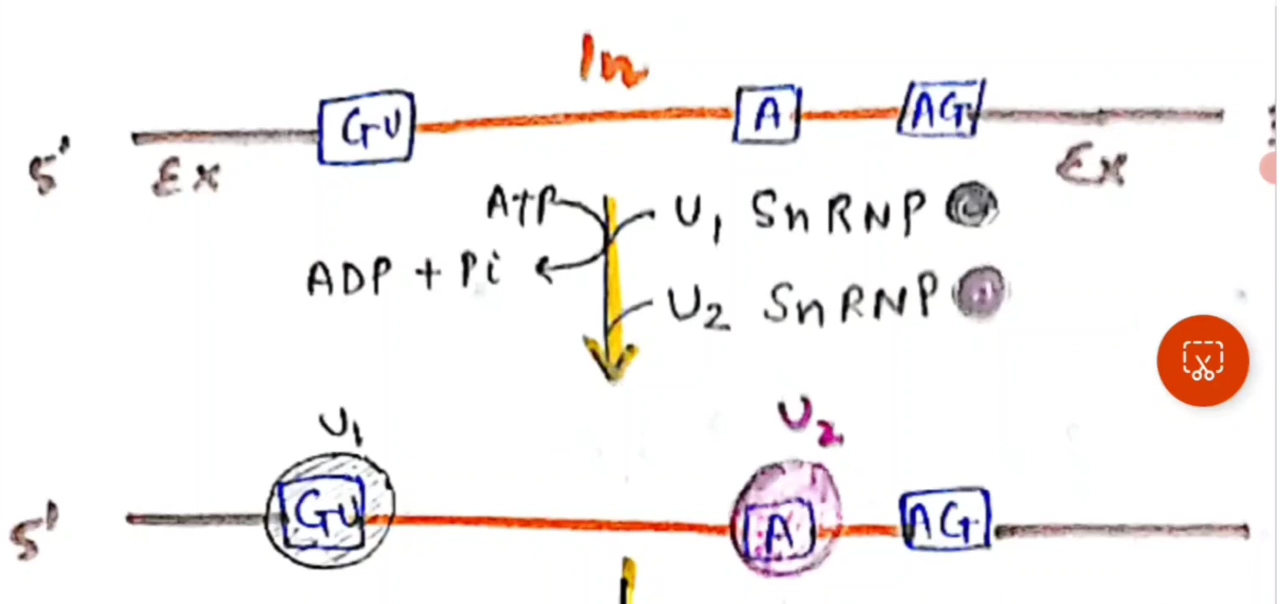 In
GU A AG
5' Ex Ex
ATP U1 SnRNP
ADP + Pi
U2 SnRNP
U1 U2
5' GU A AG